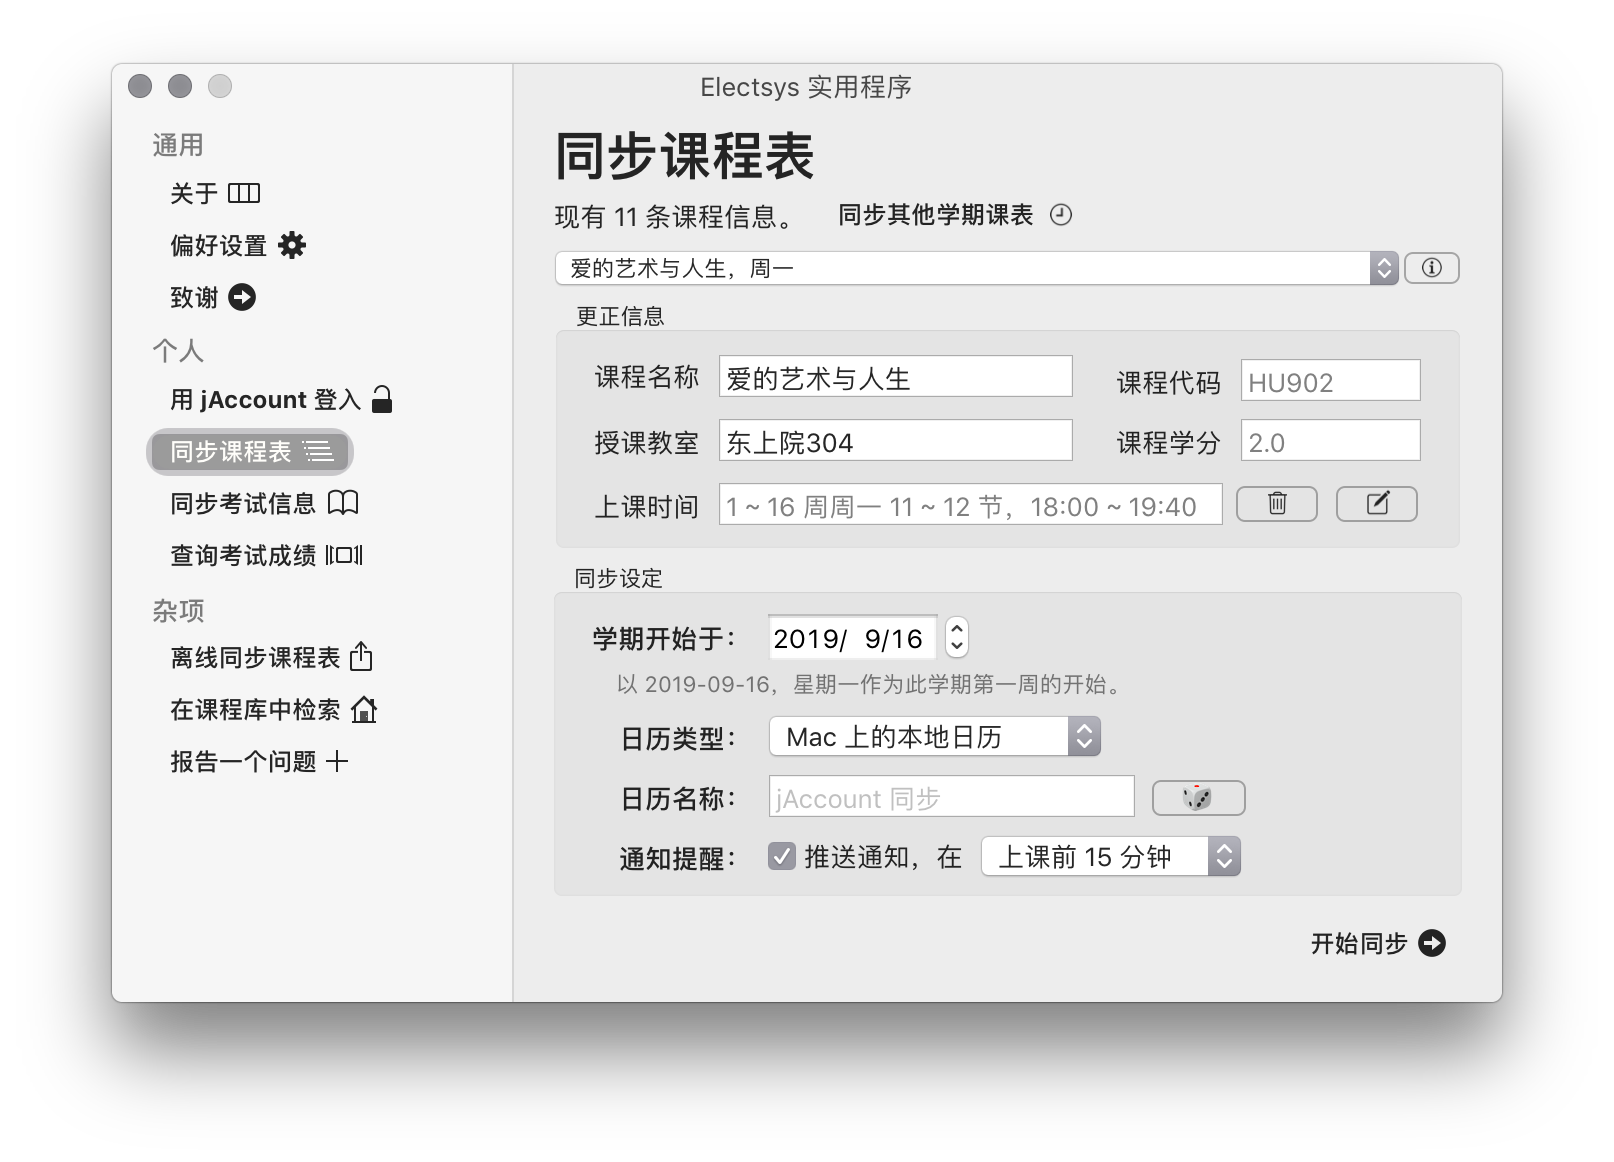 Electsys 实用程序
通用
关于
偏好设置
致谢
个人
用 jAccount 登入
同步课程表
同步考试信息
查询考试成绩
杂项
离线同步课程表
在课程库中检索
报告一个问题
同步课程表
现有 11 条课程信息。 同步其他学期课表
爱的艺术与人生，周一
更正信息
课程名称 爱的艺术与人生 课程代码 HU902
授课教室 东上院304 课程学分 2.0
上课时间 1 ~ 16 周周一 11 ~ 12 节，18:00 ~ 19:40
同步设定
学期开始于： 2019/ 9/16
以 2019-09-16，星期一作为此学期第一周的开始。
日历类型： Mac 上的本地日历
日历名称： jAccount 同步
通知提醒： 推送通知，在 上课前 15 分钟
开始同步